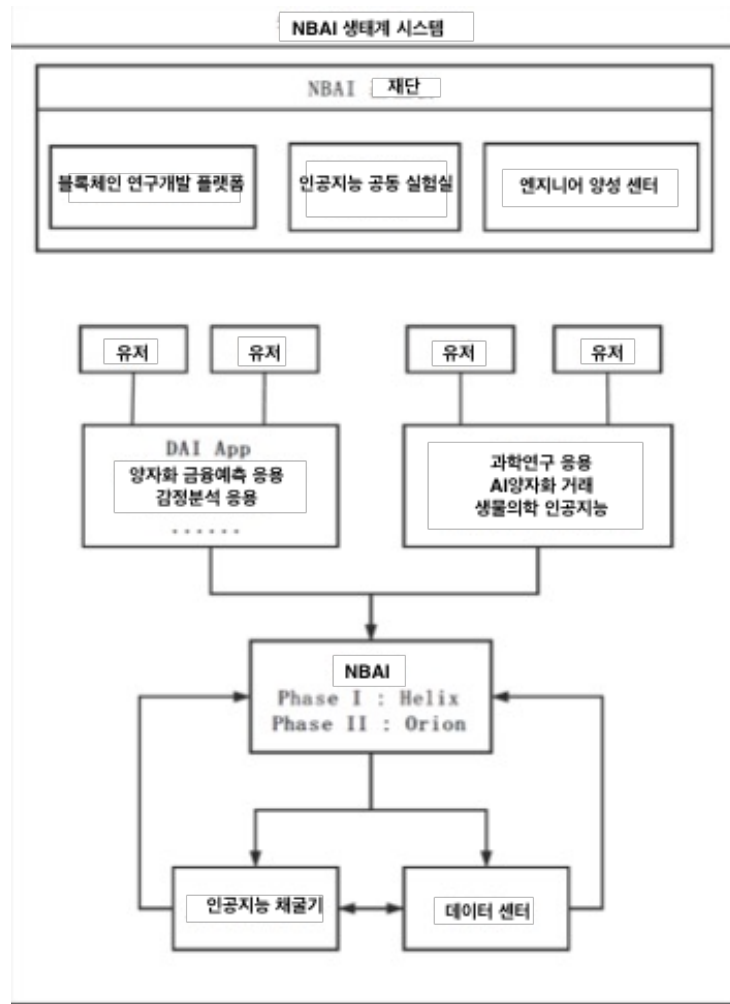 NBAI 생태계 시스템
NBAI 재단
블록체인 연구개발 플랫폼
인공지능 공동 실험실
엔지니어 양성 센터
유저
유저
유저
유저
DAI App
양자화 금융예측 응용
감정분석 응용
......
과학연구 응용
AI양자화 거래
생물의학 인공지능
NBAI
Phase I : Helix
Phase II : Orion
인공지능 채굴기
데이터 센터